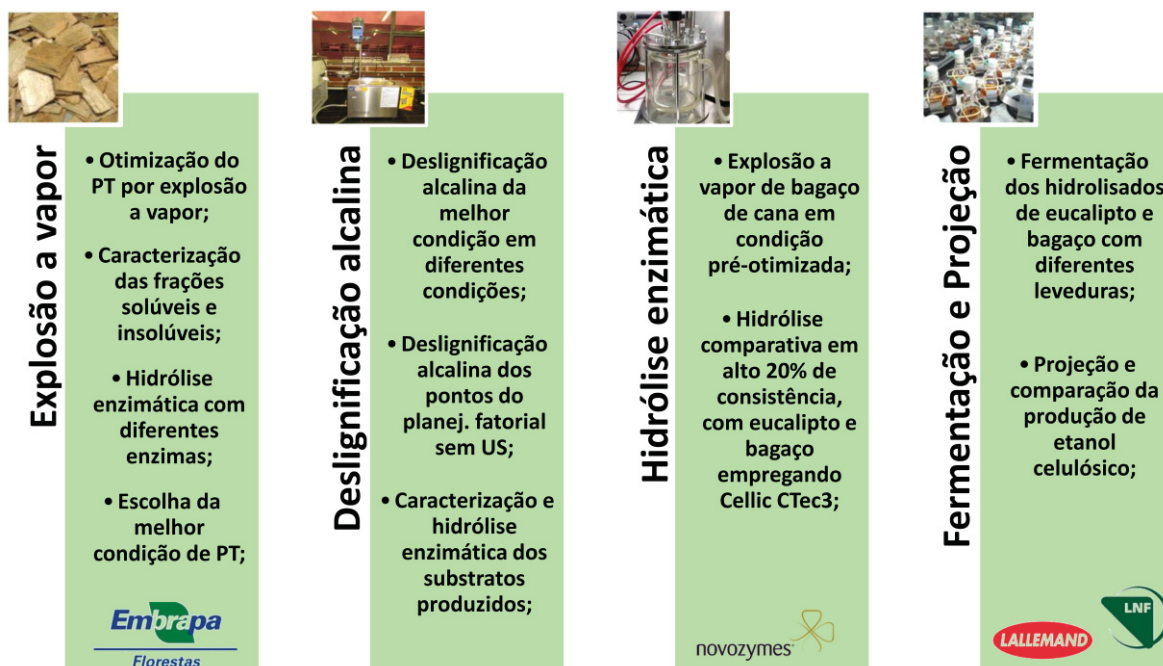 Explosão a vapor
• Otimização do
PT por explosão
a vapor;
• Caracterização
das frações
solúveis e
insolúveis;
• Hidrólise
enzimática com
diferentes
enzimas;
• Escolha da
melhor
condição de PT;
Embrapa
Florestas
Deslignificação alcalina
• Deslignificação
alcalina da
melhor
condição em
diferentes
condições;
• Deslignificação
alcalina dos
pontos do
planej. fatorial
sem US;
• Caracterização e
hidrólise
enzimática dos
substratos
produzidos;
Hidrólise enzimática
• Explosão a
vapor de bagaço
de cana em
condição
pré-otimizada;
• Hidrólise
comparativa em
alto 20% de
consistência,
com eucalipto e
bagaço
empregando
Cellic CTec3;
novozymes
Fermentação e Projeção
• Fermentação
dos hidrolisados
de eucalipto e
bagaço com
diferentes
leveduras;
• Projeção e
comparação da
produção de
etanol
celulósico;
LALLEMAND
LNF